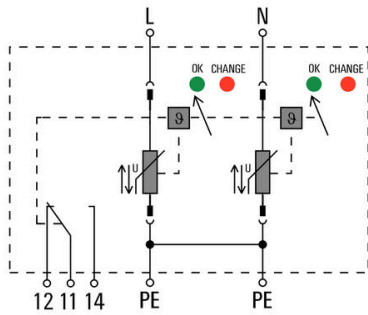 L N
OK CHANGE OK CHANGE
ϑ ϑ
U U
12 11 14 PE PE